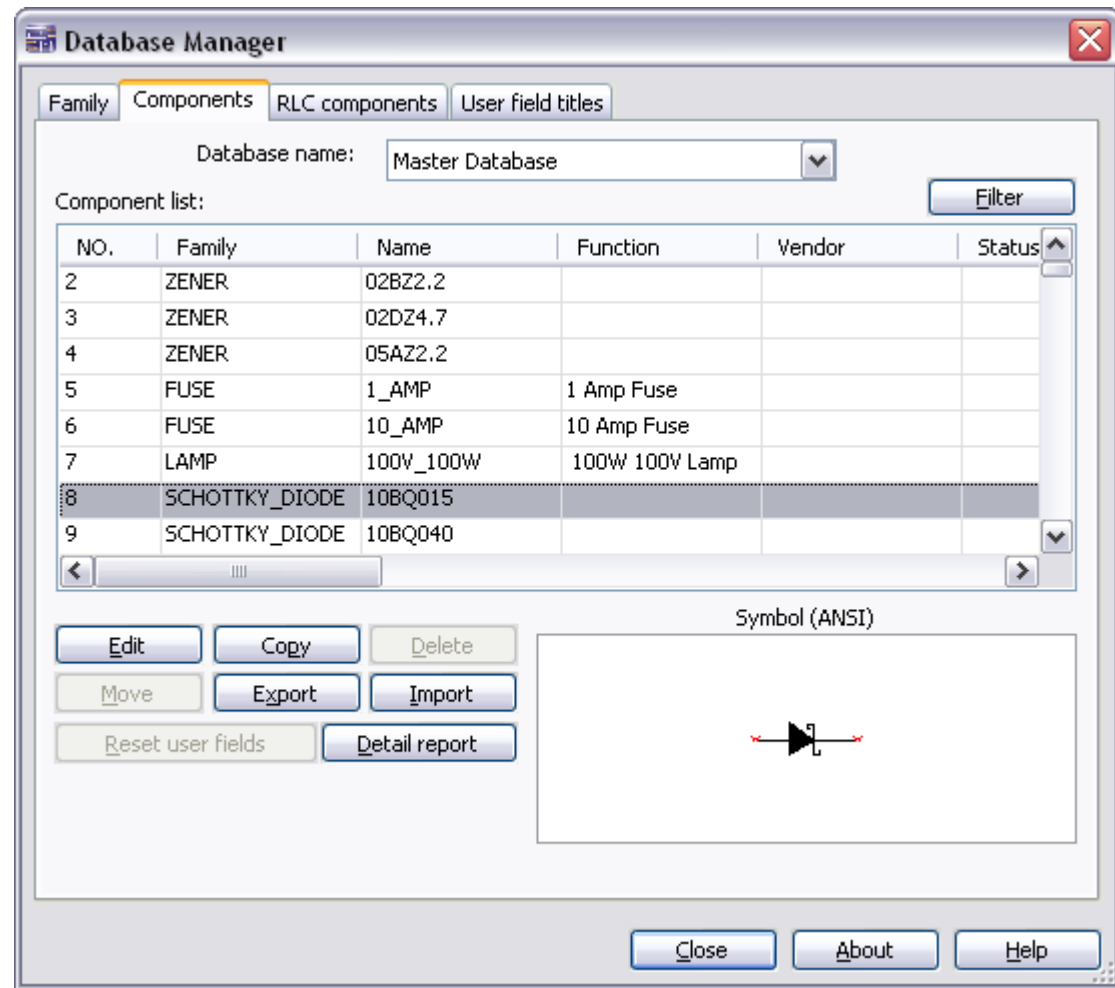 Database Manager
Family Components RLC components User field titles
Database name: Master Database
Filter
Component list:
NO. Family Name Function Vendor Status
2 ZENER 02BZ2.2
3 ZENER 02DZ4.7
4 ZENER 05AZ2.2
5 FUSE 1_AMP 1 Amp Fuse
6 FUSE 10_AMP 10 Amp Fuse
7 LAMP 100V_100W 100W 100V Lamp
8 SCHOTTKY_DIODE 10BQ015
9 SCHOTTKY_DIODE 10BQ040
Symbol (ANSI)
Edit Copy Delete
Move Export Import
Reset user fields Detail report
Close About Help